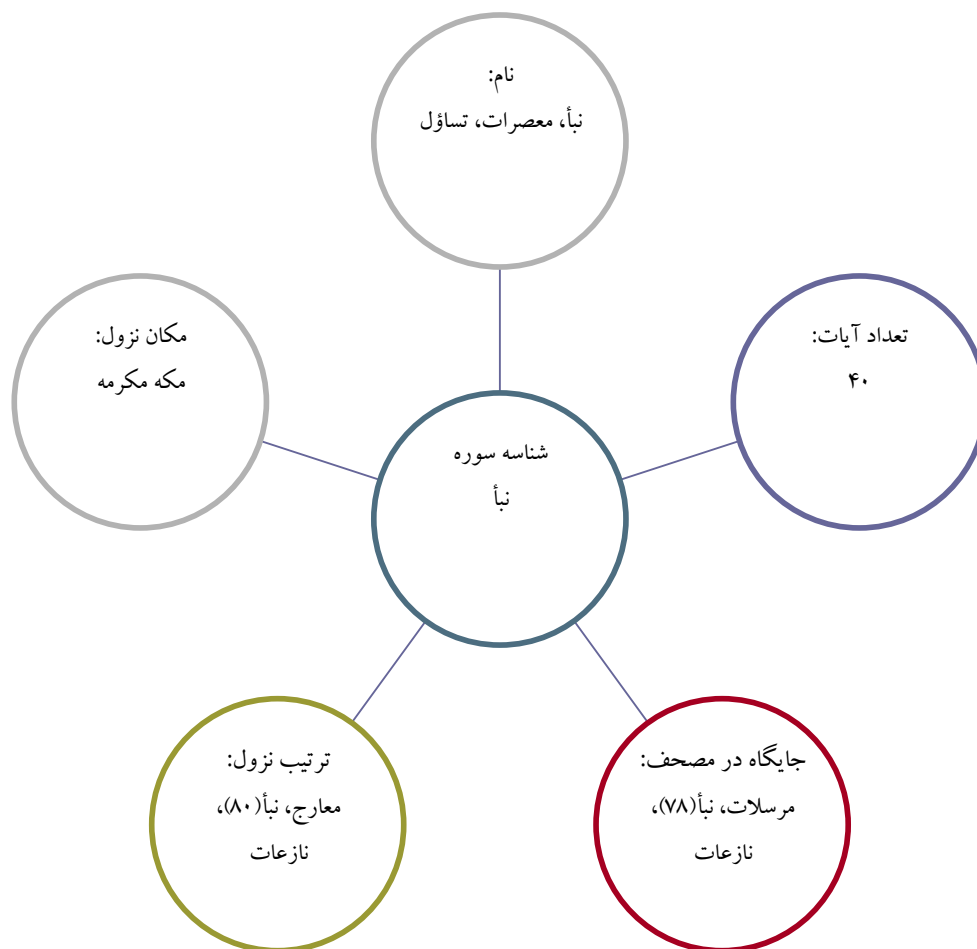 نام:
نبأ، معصرات، تساؤل
تعداد آیات:
۴۰
مکان نزول:
مکه مکرمه
شناسه سوره
نبأ
جایگاه در مصحف:
مرسلات، نبأ(۷۸)،
نازعات
ترتیب نزول:
معارج، نبأ(۸۰)،
نازعات